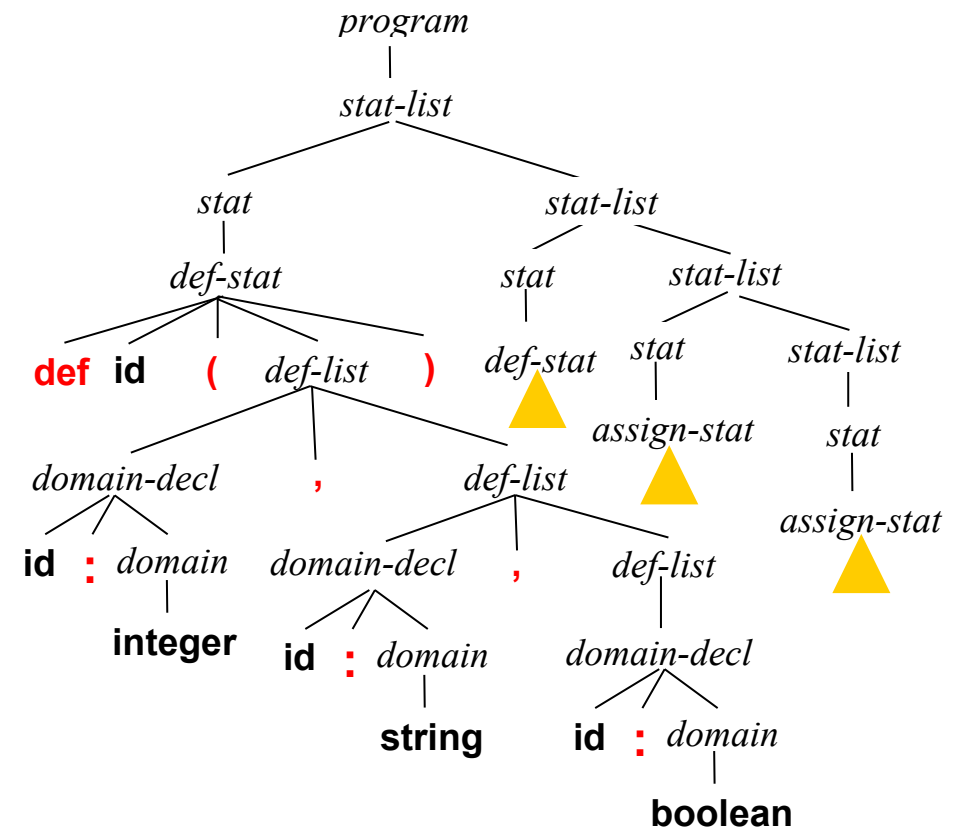 program
stat-list
stat stat-list
def-stat stat stat-list
def id ( def-list ) def-stat stat stat-list
assign-stat stat
domain-decl , def-list
assign-stat
id : domain domain-decl , def-list
integer id : domain domain-decl
string id : domain
boolean